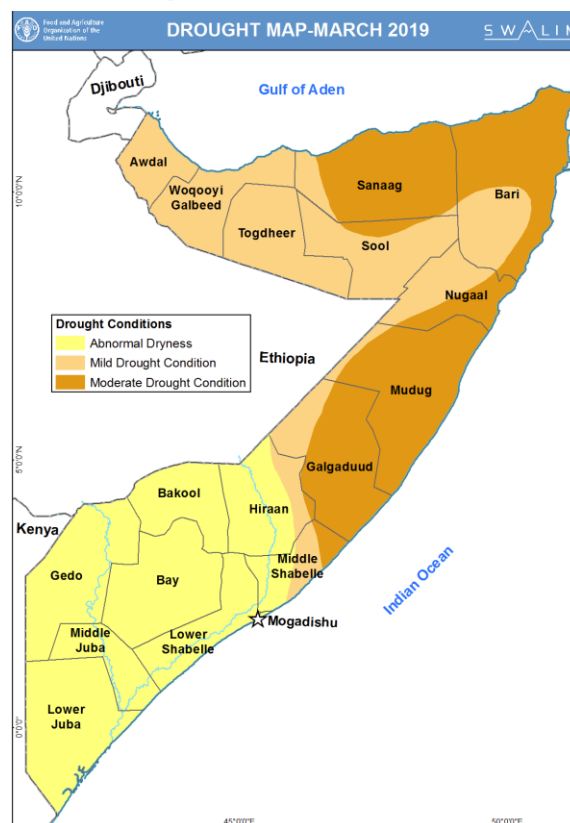 Food and Agriculture
Organization of the
United Nations
DROUGHT MAP-MARCH 2019
SWALIM
Djibouti
Gulf of Aden
10°0'0"N
Awdal
Woqooyi
Galbeed
Sanaag
Bari
Togdheer
Sool
Nugaal
Drought Conditions
Abnormal Dryness
Mild Drought Condition
Moderate Drought Condition
Ethiopia
Mudug
5°0'0"N
Galgaduud
Bakool
Hiraan
Kenya
Middle
Shabelle
Gedo
Bay
Indian Ocean
Mogadishu
Middle
Juba
Lower
Shabelle
Lower
Juba
0°0'0"
45°0'0"E
50°0'0"E